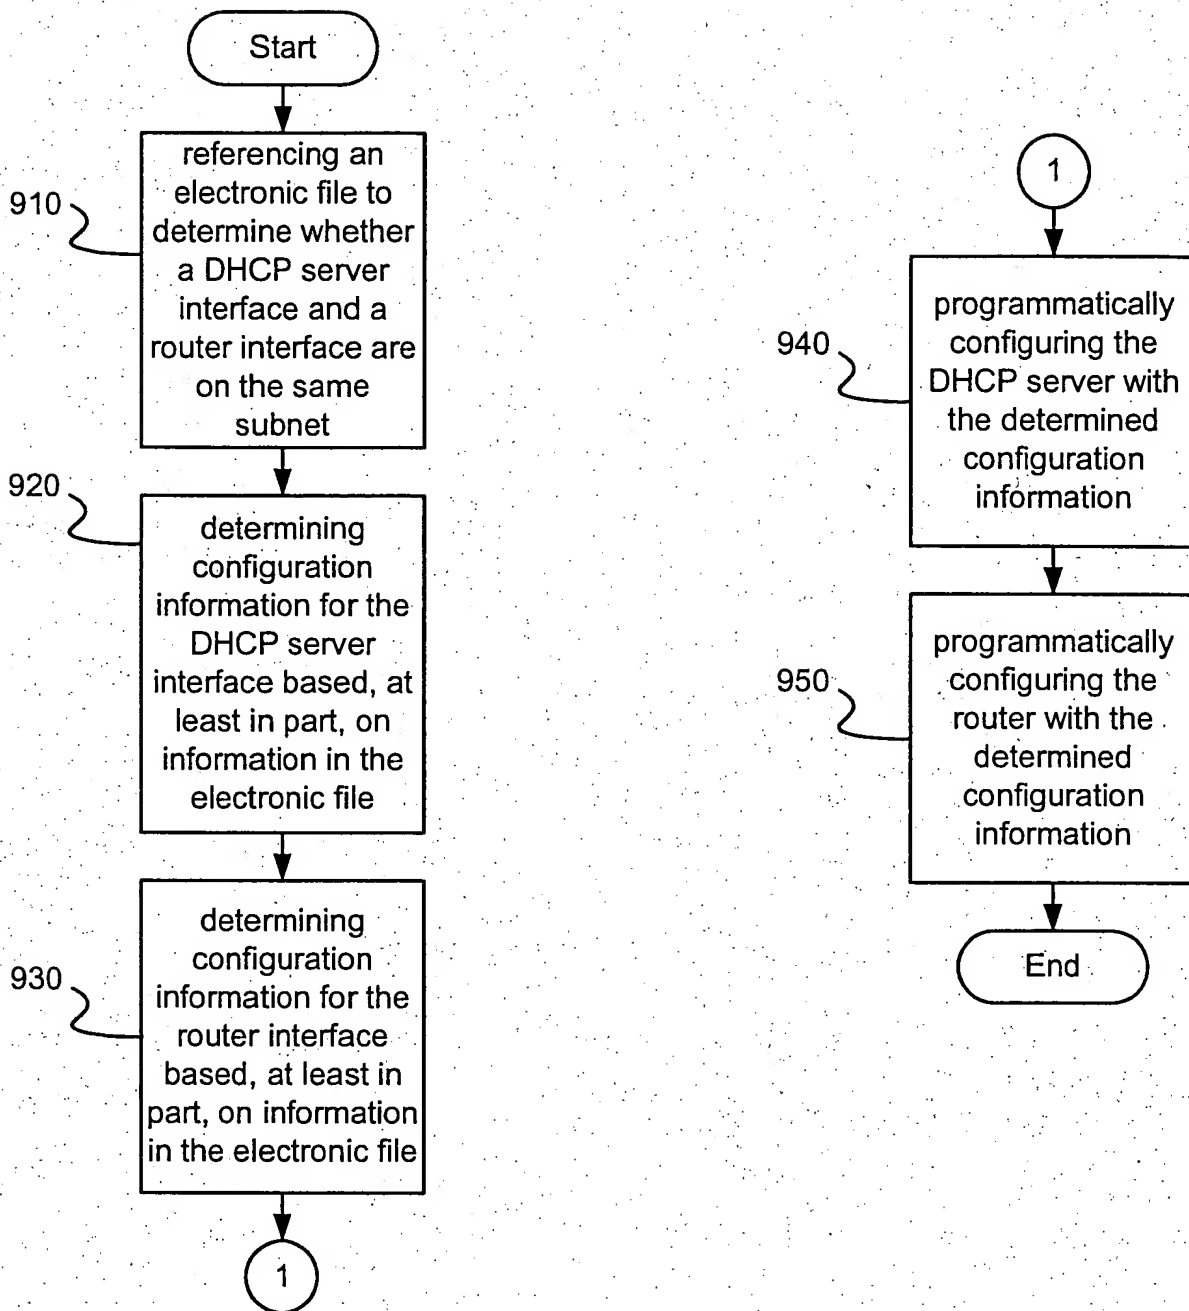 Start
910
referencing an
electronic file to
determine whether
a DHCP server
interface and a
router interface are
on the same
subnet
920
determining
configuration
information for the
DHCP server
interface based, at
least in part, on
information in the
electronic file
930
determining
configuration
information for the
router interface
based, at least in
part, on information
in the electronic file
1
1
940
programmatically
configuring the
DHCP server with
the determined
configuration
information
950
programmatically
configuring the
router with the
determined
configuration
information
End